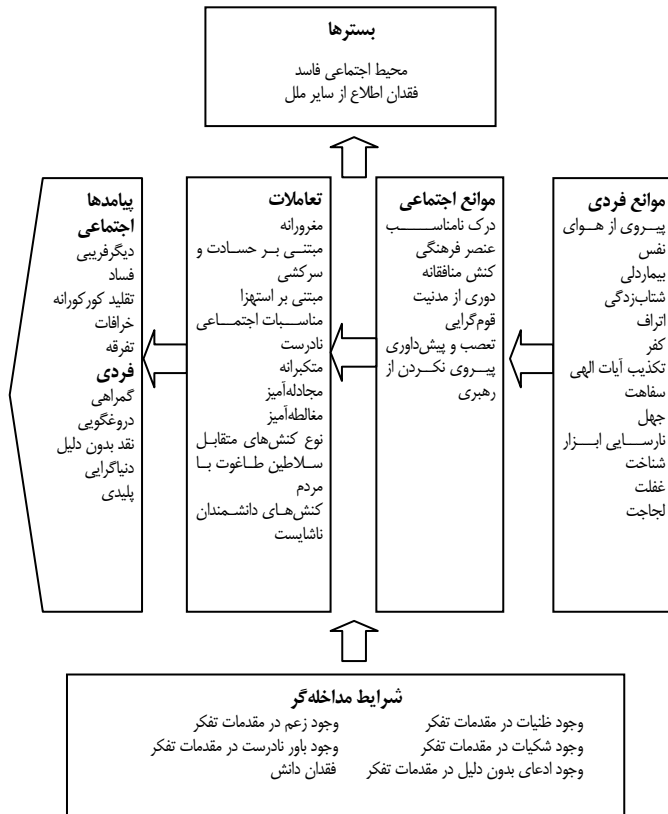 بسترها
محیط اجتماعی فاسد
فقدان اطلاع از سایر ملل
موانع فردی
پیروی از هوای
نفس
بیماردلی
شتاب‌زدگی
اتراف
کفر
تکذیب آیات الهی
سفاهت
جهل
نارسایی ابزار
شناخت
غفلت
لجاجت
موانع اجتماعی
درک نامناسب
عنصر فرهنگی
کنش منافقانه
دوری از مدنیت
قوم‌گرایی
تعصب و پیش‌داوری
پیروی نکردن از
رهبری
تعاملات
مغرورانه
مبتنی بر حسادت و
سرکشی
مبتنی بر استهزا
مناسبات اجتماعی
نادرست
متکبرانه
مجادله‌آمیز
مغالطه‌آمیز
نوع کنش‌های متقابل
سلاطین طاغوت با
مردم
کنش‌های دانشمندان
ناشایست
پیامدها
اجتماعی
دیگرفریبی
فساد
تقلید کورکورانه
خرافات
تفرقه
فردی
گمراهی
دروغگویی
نقد بدون دلیل
دنیاگرایی
پلیدی
شرایط مداخله‌گر
وجود ظنیات در مقدمات تفکر
وجود شکیات در مقدمات تفکر
وجود ادعای بدون دلیل در مقدمات تفکر
وجود زعم در مقدمات تفکر
وجود باور نادرست در مقدمات تفکر
فقدان دانش